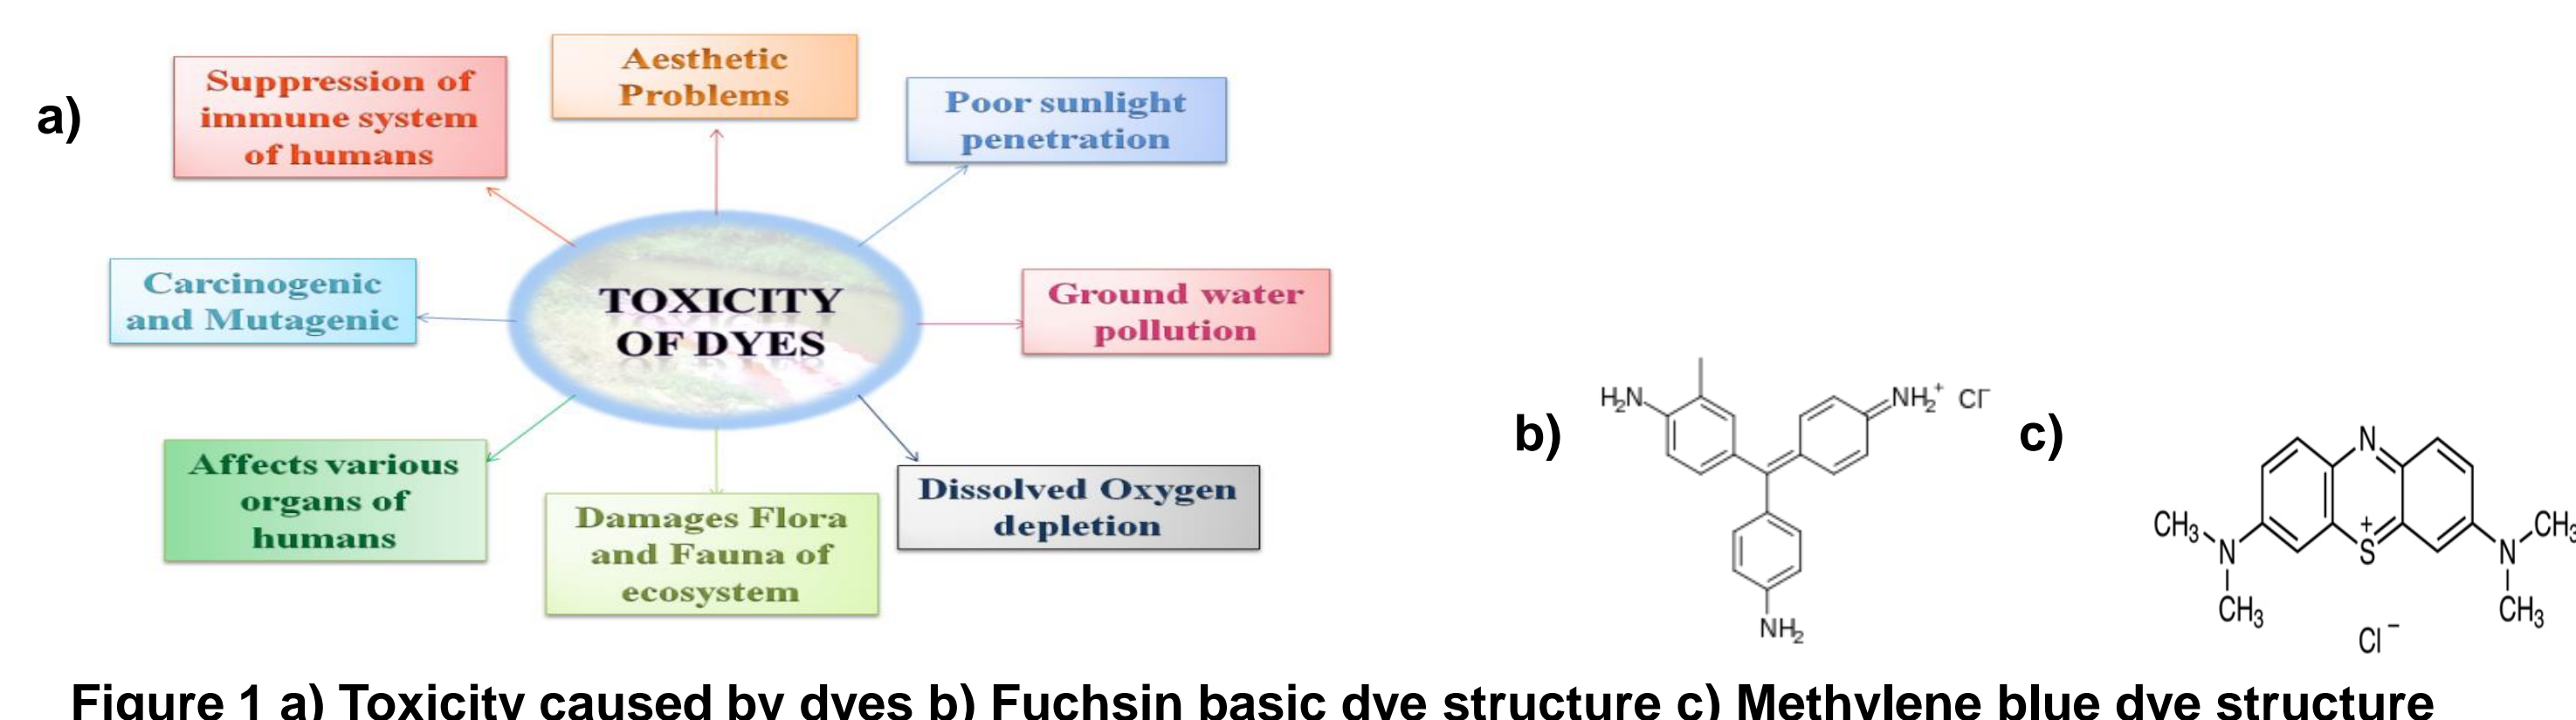 a)
Suppression of
immune system
of humans
Aesthetic
Problems
Poor sunlight
penetration
Carcinogenic
and Mutagenic
TOXICITY
OF DYES
Ground water
pollution
Affects various
organs of
humans
Damages Flora
and Fauna of
ecosystem
Dissolved Oxygen
depletion
b)
H₂N
NH₂⁺ Cl⁻
NH₂
c)
N
S⁺
CH₃
N
CH₃
CH₃
N
CH₃
Cl⁻
Figure 1 a) Toxicity caused by dyes b) Fuchsin basic dye structure c) Methylene blue dye structure